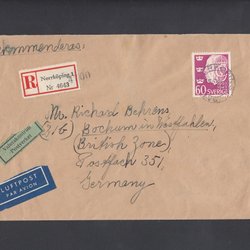 Rekommenderas.
R
Norrköping 1
Nr 4643
60 SVERIGE
Mr. Richard Behrens
Bochum in Westfahlen,
(British Zone)
Postfach 351,
Germany
LUFTPOST
PAR AVION